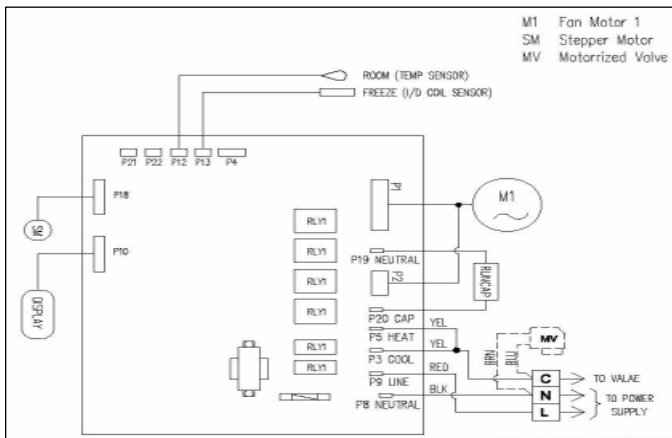 M1 Fan Motor 1
SM Stepper Motor
MV Motorrized Valve
ROOM (TEMP SENSOR)
FREEZE (I/D COIL SENSOR)
P21 P22 P12 P13 P4
P18
P1
M1
SM
RLY1
P10
P19 NEUTRAL
RLY1
RUNCAP
P2
RLY1
DISPLAY
RLY1
P20 CAP
YEL
P5 HEAT
YEL
MV
RLY1
P3 COOL
BRN
BLU
RED
RLY1
P9 LINE
C TO VALAE
BLK
P8 NEUTRAL
N TO POWER
L SUPPLY